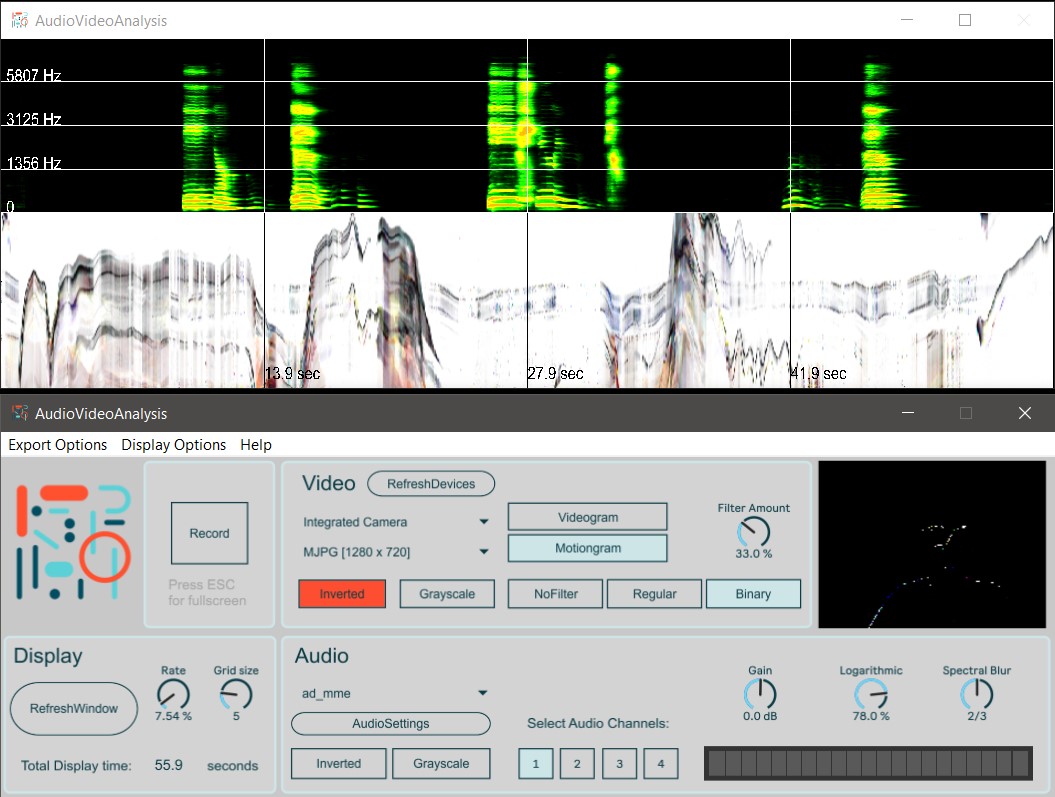 AudioVideoAnalysis
5807 Hz
3125 Hz
1356 Hz
0
13.9 sec
27.9 sec
41.9 sec
AudioVideoAnalysis
Export Options Display Options Help
Record
Press ESC
for fullscreen
Video RefreshDevices
Integrated Camera
MJPG [1280 x 720]
Videogram
Motiongram
Filter Amount
33.0 %
Inverted Grayscale NoFilter Regular Binary
Display
Rate Grid size
RefreshWindow
7.54 % 5
Total Display time: 55.9 seconds
Audio
ad_mme
AudioSettings
Inverted Grayscale
Select Audio Channels:
1 2 3 4
Gain Logarithmic Spectral Blur
0.0 dB 78.0 % 2/3